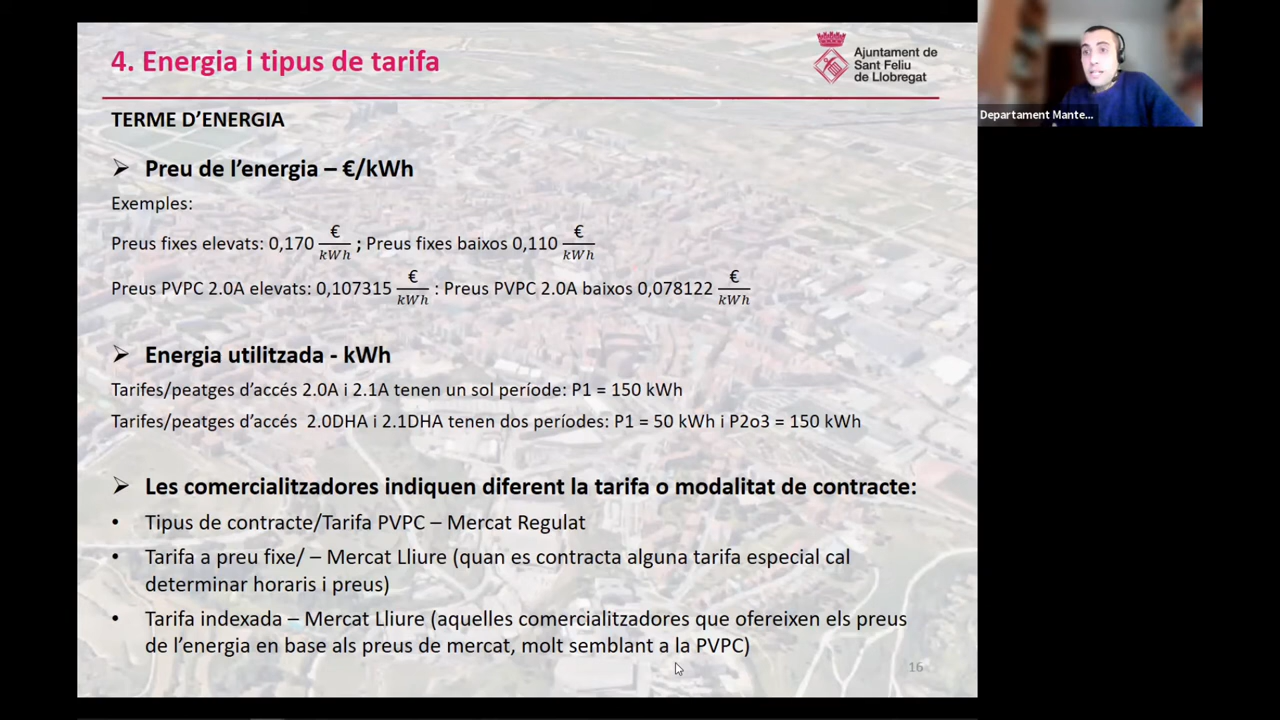 4. Energia i tipus de tarifa
Ajuntament de
Sant Feliu
de Llobregat
Departament Mante...
TERME D'ENERGIA
➢ Preu de l'energia – €/kWh
Exemples:
Preus fixes elevats: 0,170 €/kWh ; Preus fixes baixos 0,110 €/kWh
Preus PVPC 2.0A elevats: 0,107315 €/kWh : Preus PVPC 2.0A baixos 0,078122 €/kWh
➢ Energia utilitzada - kWh
Tarifes/peatges d'accés 2.0A i 2.1A tenen un sol període: P1 = 150 kWh
Tarifes/peatges d'accés 2.0DHA i 2.1DHA tenen dos períodes: P1 = 50 kWh i P2o3 = 150 kWh
➢ Les comercialitzadores indiquen diferent la tarifa o modalitat de contracte:
• Tipus de contracte/Tarifa PVPC – Mercat Regulat
• Tarifa a preu fixe/ – Mercat Lliure (quan es contracta alguna tarifa especial cal
determinar horaris i preus)
• Tarifa indexada – Mercat Lliure (aquelles comercialitzadores que ofereixen els preus
de l'energia en base als preus de mercat, molt semblant a la PVPC)
16